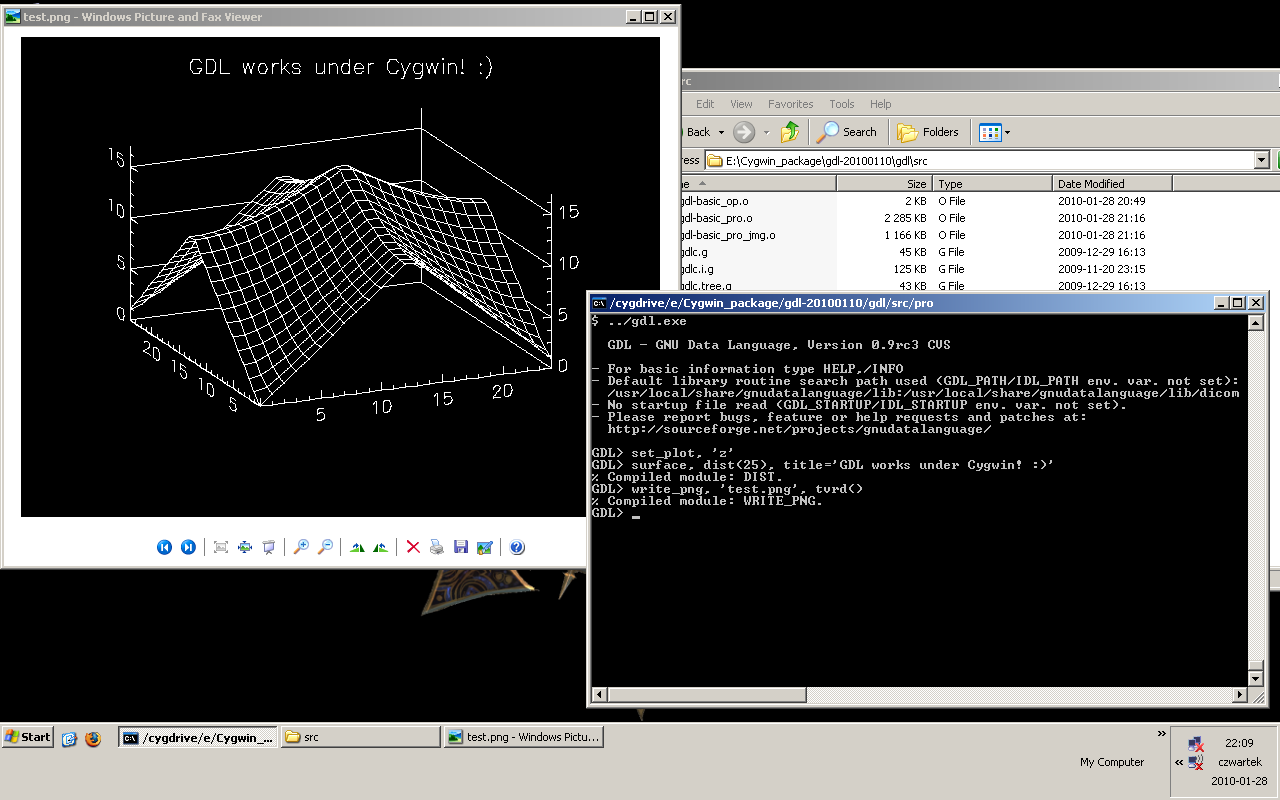 test.png - Windows Picture and Fax Viewer
GDL works under Cygwin! :)
15
10
5
0
20
15
10
5
5
10
15
20
15
10
5
0
rc
Edit View Favorites Tools Help
Back Search Folders
ress E:\Cygwin_package\gdl-20100110\gdl\src
ne Size Type Date Modified
gdl-basic_op.o 2 KB O File 2010-01-28 20:49
gdl-basic_pro.o 2 285 KB O File 2010-01-28 21:16
gdl-basic_pro_jmg.o 1 166 KB O File 2010-01-28 21:16
gdlc.g 45 KB G File 2009-12-29 16:13
gdlc.i.g 125 KB G File 2009-11-20 23:15
gdlc.tree.g 43 KB G File 2009-12-29 16:13
/cygdrive/e/Cygwin_package/gdl-20100110/gdl/src/pro
$ ../gdl.exe
GDL - GNU Data Language, Version 0.9rc3 CVS
- For basic information type HELP,/INFO
- Default library routine search path used (GDL_PATH/IDL_PATH env. var. not set):
/usr/local/share/gnudatalanguage/lib:/usr/local/share/gnudatalanguage/lib/dicom
- No startup file read (GDL_STARTUP/IDL_STARTUP env. var. not set).
- Please report bugs, feature or help requests and patches at:
http://sourceforge.net/projects/gnudatalanguage/
GDL> set_plot, 'z'
GDL> surface, dist(25), title='GDL works under Cygwin! :)'
% Compiled module: DIST.
GDL> write_png, 'test.png', tvrd()
% Compiled module: WRITE_PNG.
GDL> _
Start /cygdrive/e/Cygwin_... src test.png - Windows Pictu... 22:09
My Computer czwartek
2010-01-28